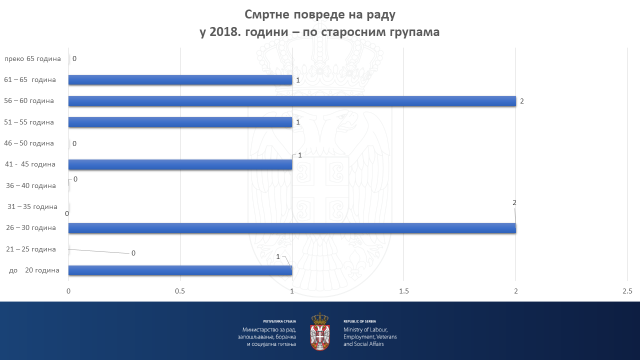 Смртне повреде на раду
у 2018. години – по старосним групама
преко 65 година 0
61 – 65 година 1
56 – 60 година 2
51 – 55 година 1
46 – 50 година 0
41 - 45 година 1
36 – 40 година 0
31 – 35 година 0
26 – 30 година 2
21 – 25 година 0
до 20 година 1
0 0.5 1 1.5 2 2.5
РЕПУБЛИКА СРБИЈА
Министарство за рад,
запошљавање, борачка
и социјална питања
REPUBLIC OF SERBIA
Ministry of Labour,
Employment, Veterans
and Social Affairs